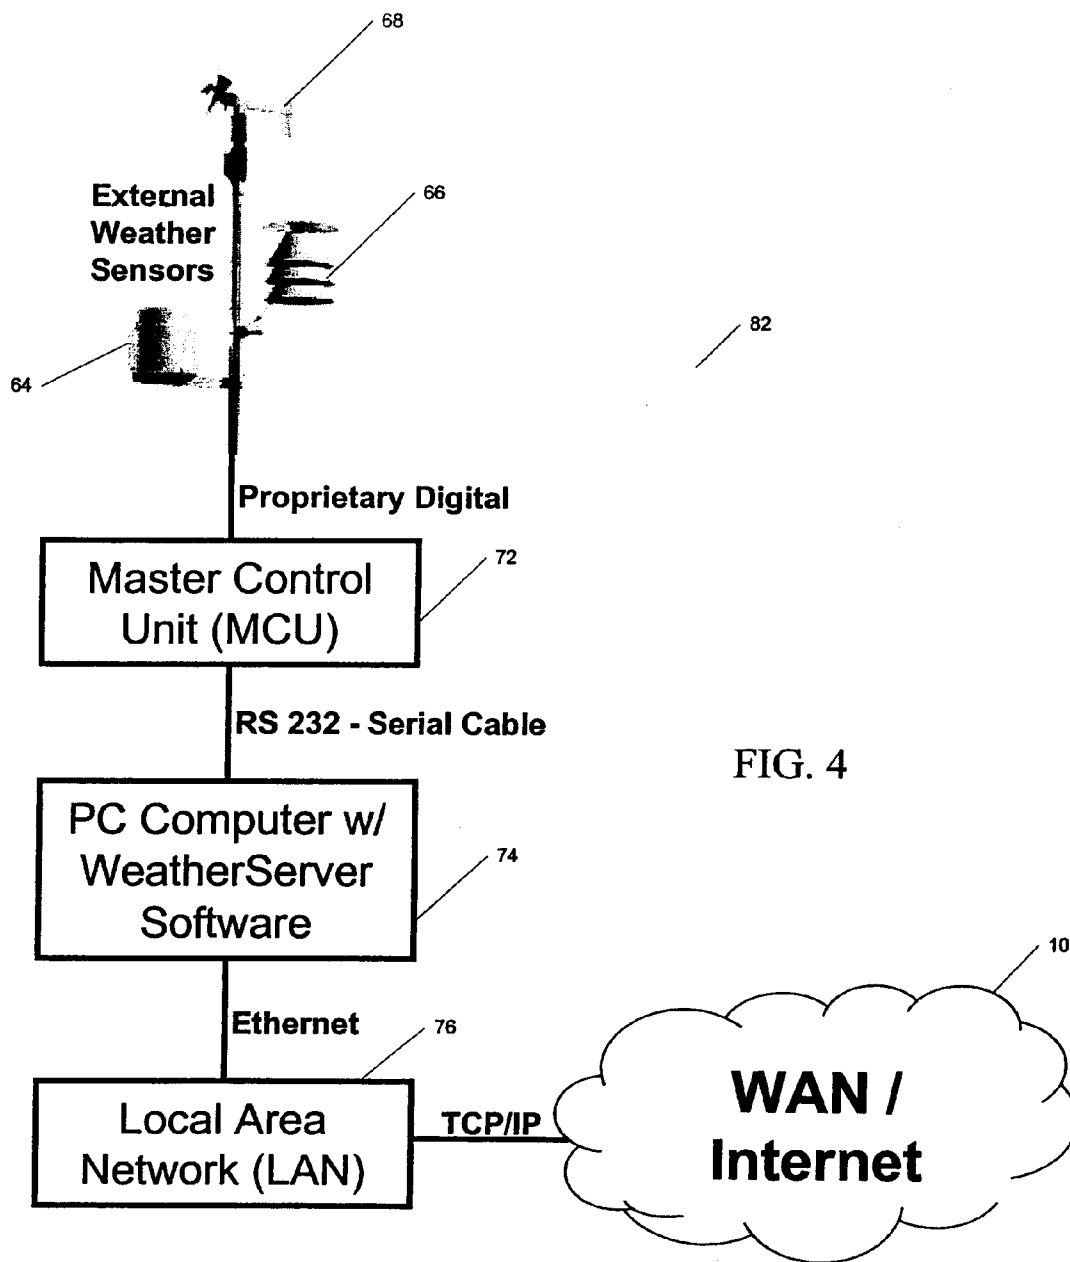 68
External
Weather
Sensors
66
82
64
Proprietary Digital
Master Control
Unit (MCU)
72
RS 232 - Serial Cable
FIG. 4
PC Computer w/
WeatherServer
Software
74
10
Ethernet
76
Local Area
Network (LAN)
TCP/IP
WAN /
Internet